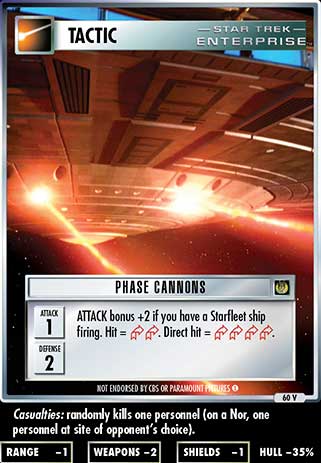 TACTIC
STAR TREK
ENTERPRISE
PHASE CANNONS
ATTACK
1
DEFENSE
2
ATTACK bonus +2 if you have a Starfleet ship
firing. Hit = . Direct hit = .
NOT ENDORSED BY CBS OR PARAMOUNT PICTURES
60 V
Casualties: randomly kills one personnel (on a Nor, one
personnel at site of opponent's choice).
RANGE -1 WEAPONS -2 SHIELDS -1 HULL -35%